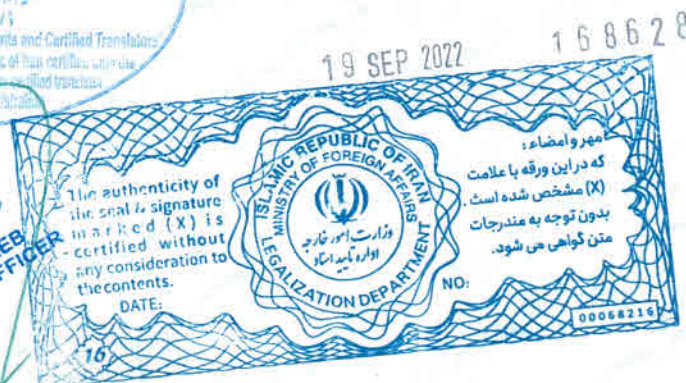 and Certified Translators
19 SEP 2022
168628
The authenticity of
the seal & signature
marked (X) is
certified without
any consideration to
the contents.
DATE:
16
ISLAMIC REPUBLIC OF IRAN
MINISTRY OF FOREIGN AFFAIRS
وزارت امور خارجه
اداره تایید اسناد
LEGALIZATION DEPARTMENT
مهر و امضاء :
که در این ورقه با علامت
(X) مشخص شده است .
بدون توجه به مندرجات
متن گواهی می شود.
NO:
00068216